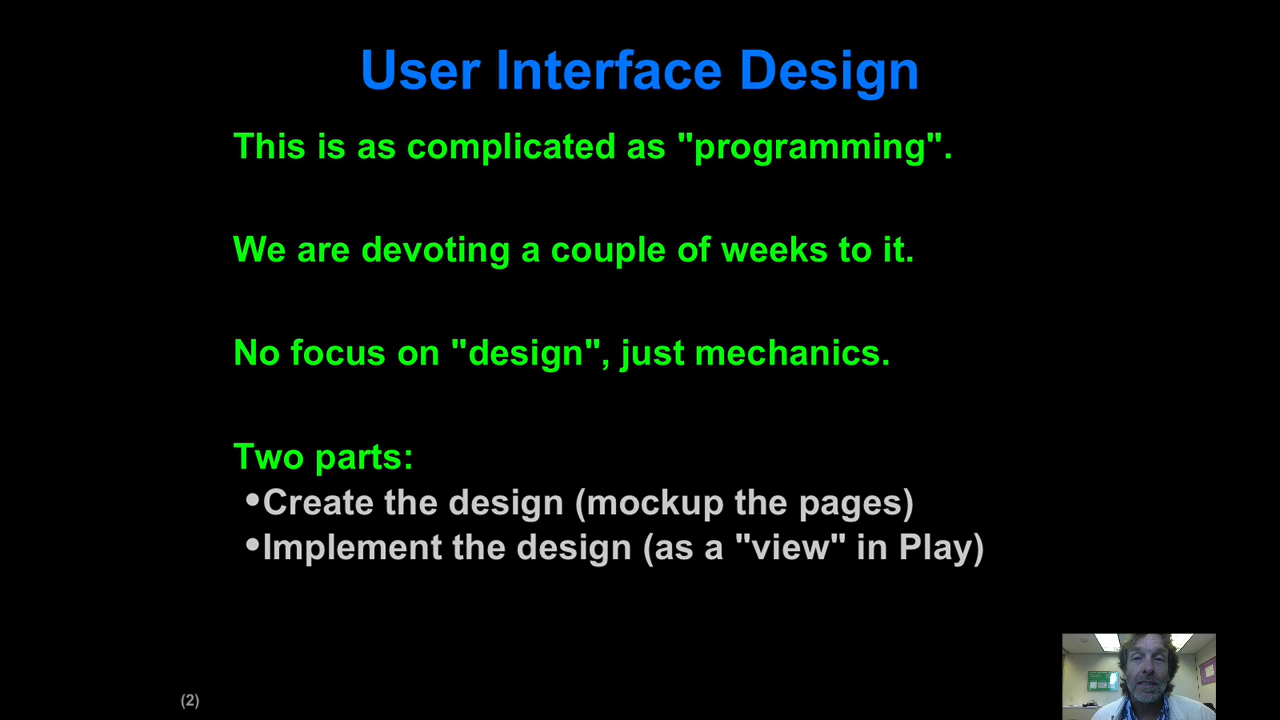 User Interface Design
This is as complicated as "programming".
We are devoting a couple of weeks to it.
No focus on "design", just mechanics.
Two parts:
•Create the design (mockup the pages)
•Implement the design (as a "view" in Play)
(2)